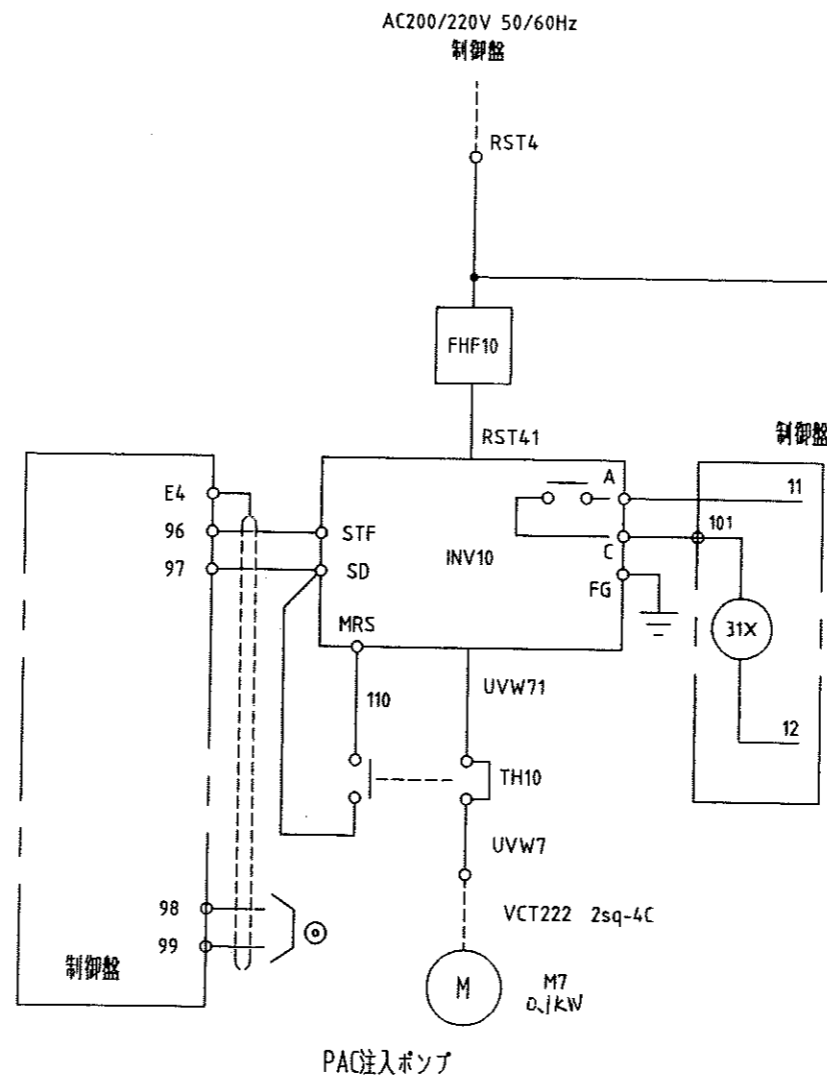 AC200/220V 50/60Hz
制御盤
RST4
FHF10
RST41
制御盤
E4
96
97
STF
SD
MRS
INV10
A
C
FG
11
101
31X
12
110
UVW71
TH10
UVW7
98
99
制御盤
VCT222 2sq-4C
M
M7
0.1KW
PAC注入ポンプ